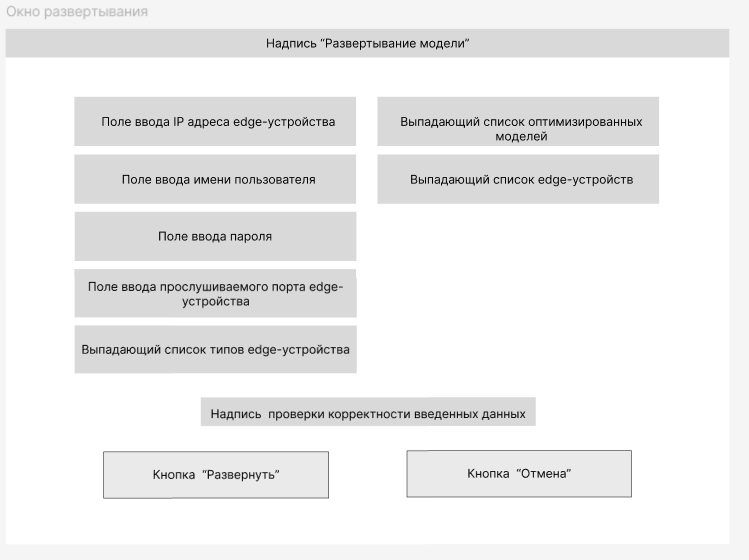 Окно развертывания
Надпись “Развертывание модели”
Поле ввода IP адреса edge-устройства
Поле ввода имени пользователя
Поле ввода пароля
Поле ввода прослушиваемого порта edge-
устройства
Выпадающий список типов edge-устройства
Выпадающий список оптимизированных
моделей
Выпадающий список edge-устройств
Надпись  проверки корректности введенных данных
Кнопка  “Развернуть”
Кнопка  “Отмена”